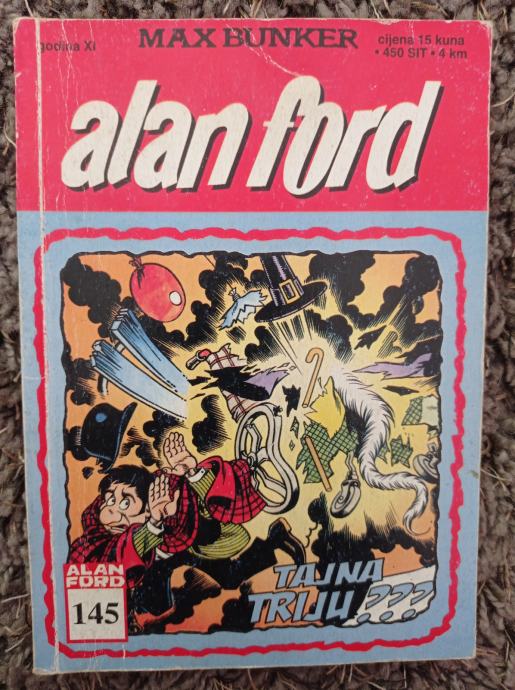 godina XI
MAX BUNKER
cijena 15 kuna
• 450 SIT • 4 km
alan ford
ALAN
FORD
145
TAJNA
TRIJU???